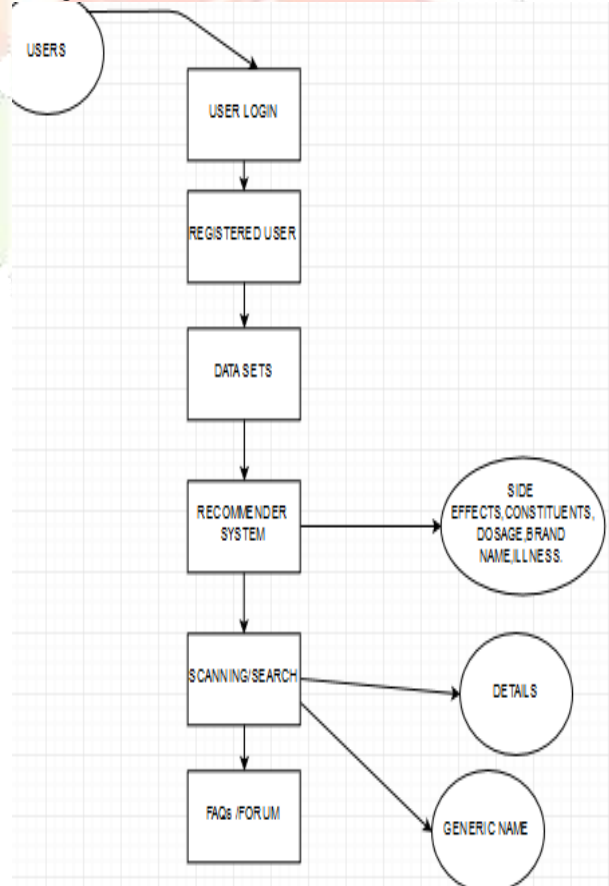 USERS
USER LOGIN
REGISTERED USER
DATA SETS
RECOMMENDER
SYSTEM
SIDE
EFFECTS,CONSTITUENTS,
DOSAGE,BRAND
NAME,ILLNESS.
SCANNING/SEARCH
DETAILS
FAQs /FORUM
GENERIC NAME